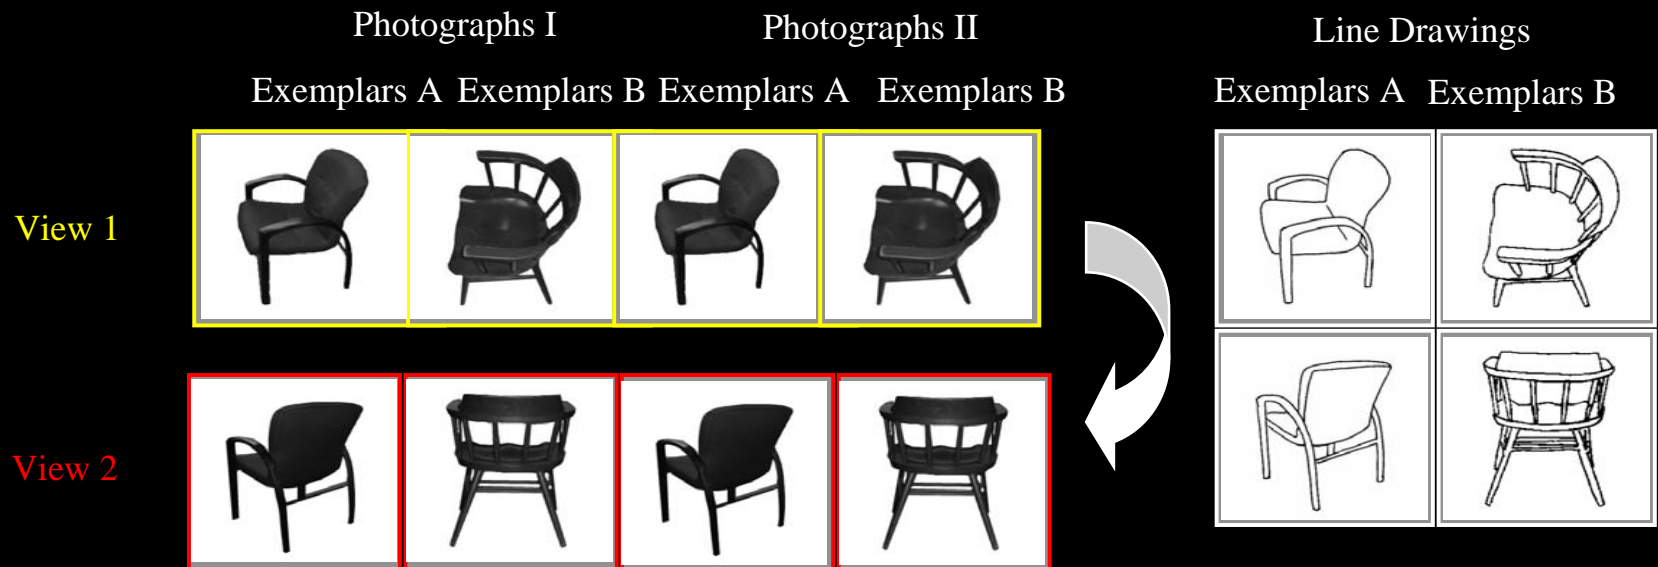 Photographs I Photographs II Line Drawings
Exemplars A Exemplars B Exemplars A Exemplars B Exemplars A Exemplars B
View 1
View 2